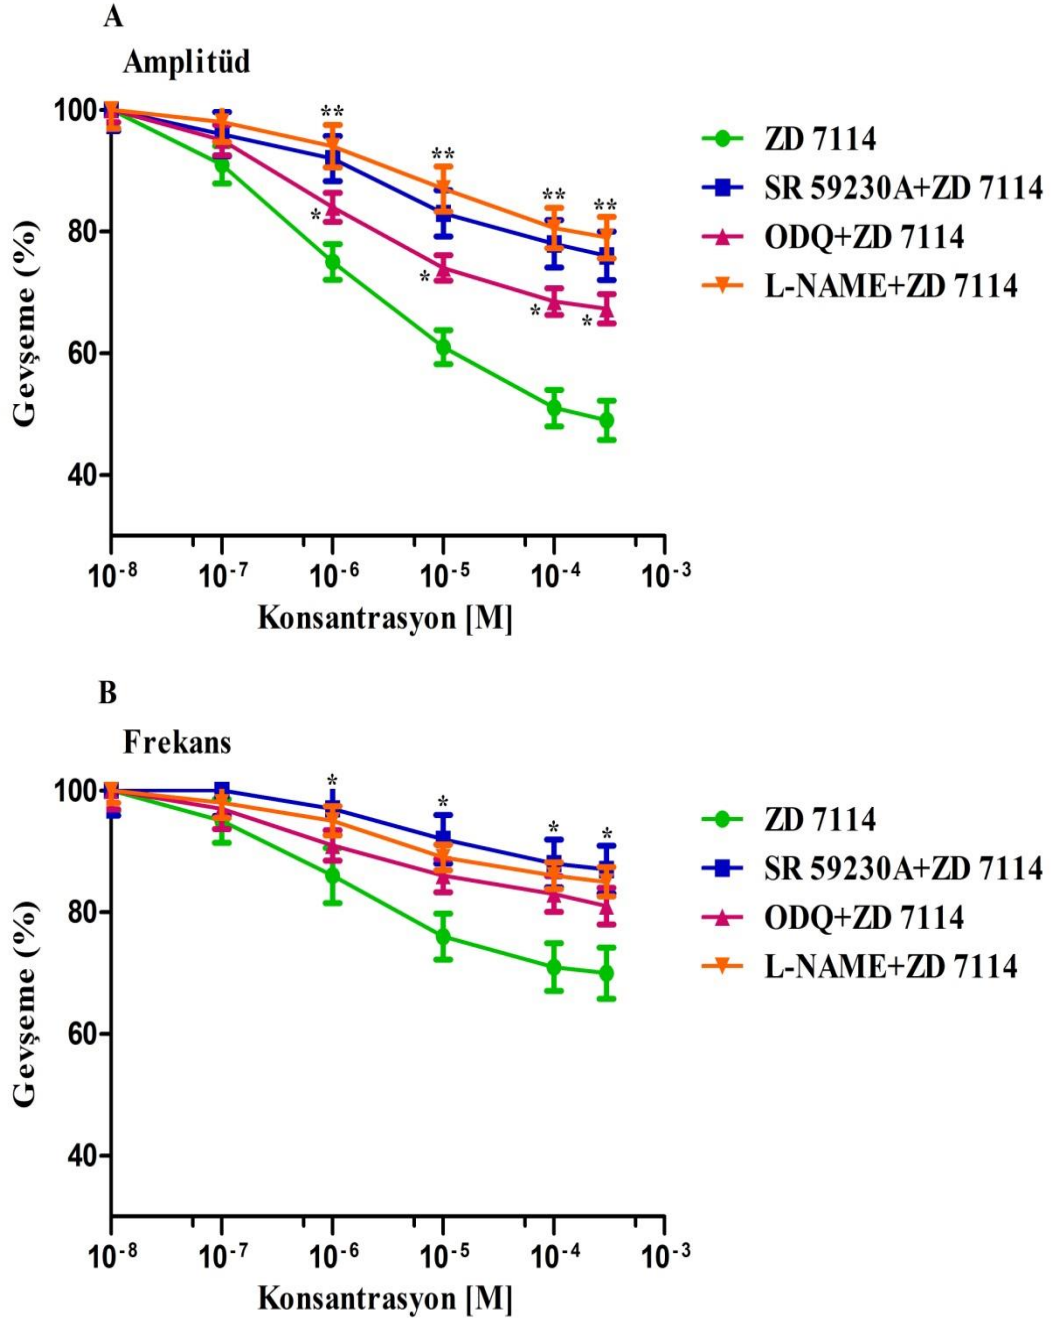 A
Amplitüd
Gevşeme (%)
100
80
60
40
** ** ** **
* * * *
10-8 10-7 10-6 10-5 10-4 10-3
Konsantrasyon [M]
ZD 7114
SR 59230A+ZD 7114
ODQ+ZD 7114
L-NAME+ZD 7114
B
Frekans
Gevşeme (%)
100
80
60
40
* * * *
10-8 10-7 10-6 10-5 10-4 10-3
Konsantrasyon [M]
ZD 7114
SR 59230A+ZD 7114
ODQ+ZD 7114
L-NAME+ZD 7114